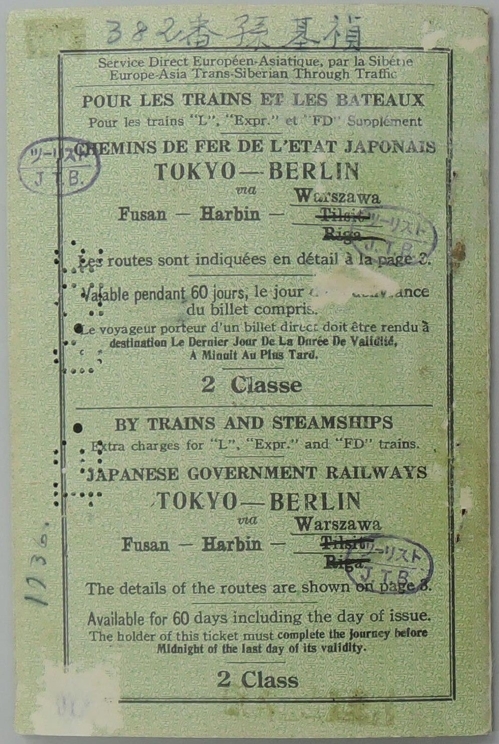 382番孫基禎
Service Direct Européen-Asiatique, par la Sibérie
Europe-Asia Trans-Siberian Through Traffic
POUR LES TRAINS ET LES BATEAUX
Pour les trains "L", "Expr." et "FD" Supplément
CHEMINS DE FER DE L'ETAT JAPONAIS
ツーリスト
J.T.B.
TOKYO—BERLIN
via
Warszawa
Fusan — Harbin — Tilsit
Riga
ツーリスト
J.T.B.
Les routes sont indiquées en détail à la page 2.
Valable pendant 60 jours, le jour
du billet compris.
Le voyageur porteur d'un billet direct doit être rendu à
destination Le Dernier Jour De La Durée De Validité,
A Minuit Au Plus Tard.
2 Classe
BY TRAINS AND STEAMSHIPS
Extra charges for "L", "Expr." and "FD" trains.
JAPANESE GOVERNMENT RAILWAYS
TOKYO—BERLIN
via
Warszawa
Fusan — Harbin — Tilsit
Riga
ツーリスト
J.T.B.
The details of the routes are shown on page 3.
Available for 60 days including the day of issue.
The holder of this ticket must complete the journey before
Midnight of the last day of its validity.
2 Class
1936.